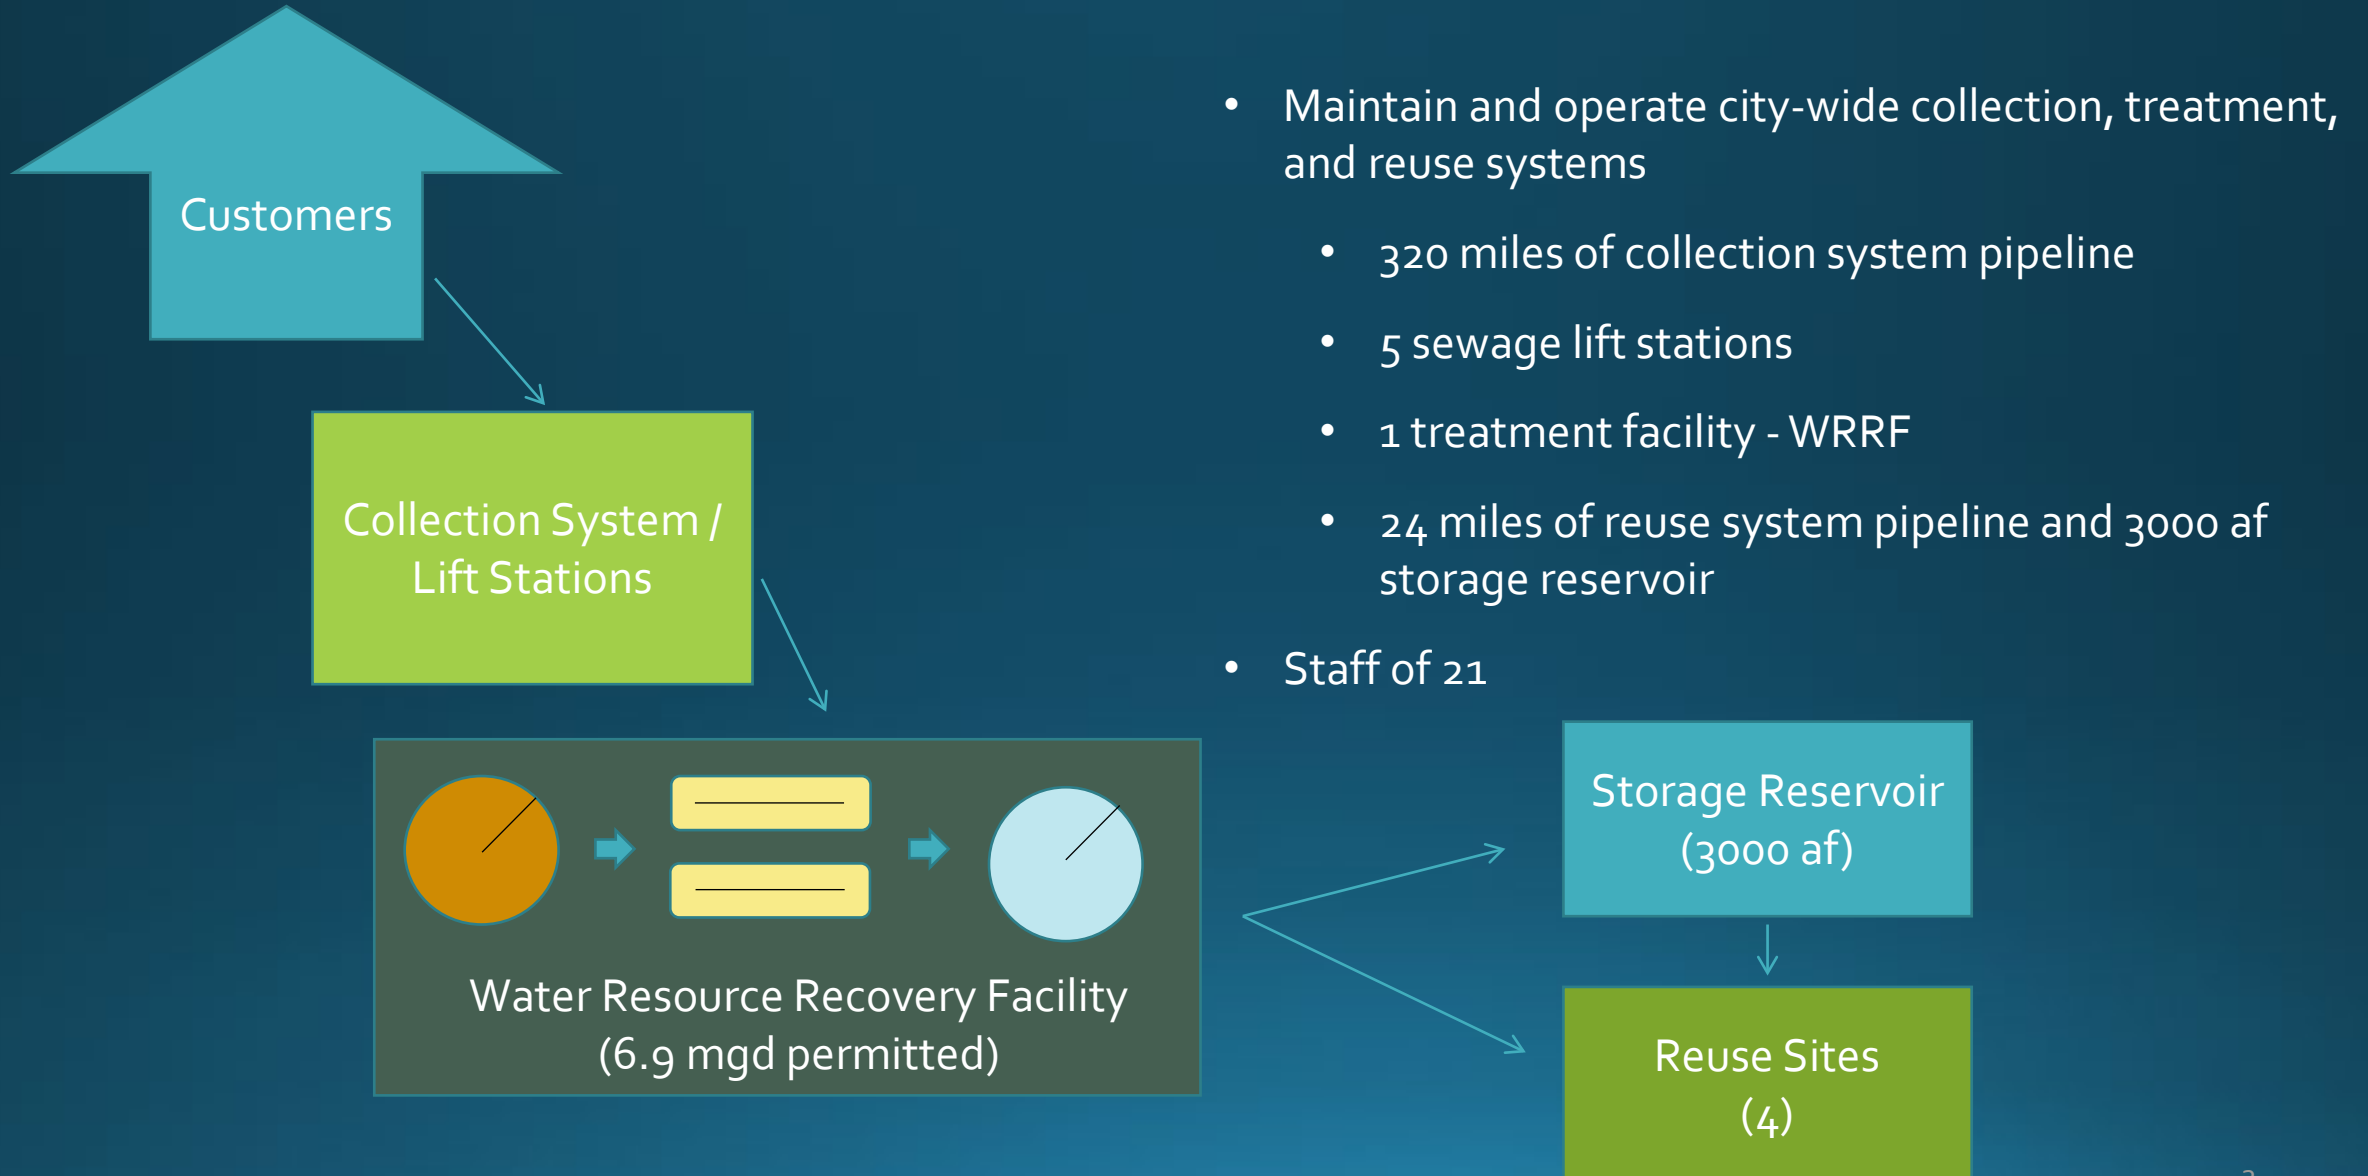 Customers
Collection System /
Lift Stations
Water Resource Recovery Facility
(6.9 mgd permitted)
• Maintain and operate city-wide collection, treatment,
and reuse systems
• 320 miles of collection system pipeline
• 5 sewage lift stations
• 1 treatment facility - WRRF
• 24 miles of reuse system pipeline and 3000 af
storage reservoir
• Staff of 21
Storage Reservoir
(3000 af)
Reuse Sites
(4)